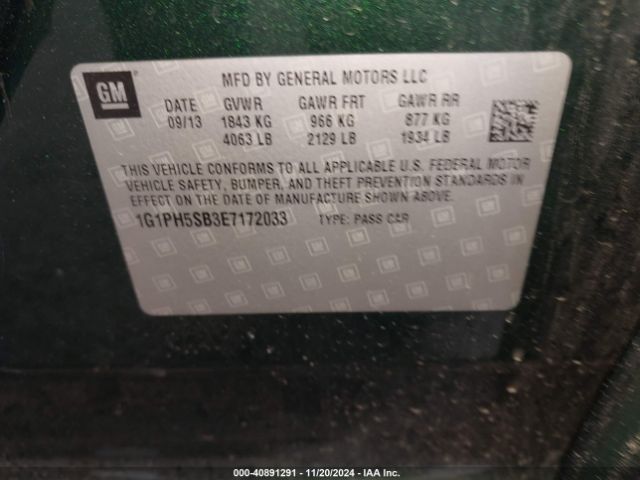 GM
MFD BY GENERAL MOTORS LLC
DATE GVWR GAWR FRT GAWR RR
09/13 1843 KG 966 KG 877 KG
4063 LB 2129 LB 1934 LB
THIS VEHICLE CONFORMS TO ALL APPLICABLE U.S. FEDERAL MOTOR
VEHICLE SAFETY, BUMPER, AND THEFT PREVENTION STANDARDS IN
EFFECT ON THE DATE OF MANUFACTURE SHOWN ABOVE.
1G1PH5SB3E7172033 TYPE: PASS CAR
000-40891291 - 11/20/2024 - IAA Inc.